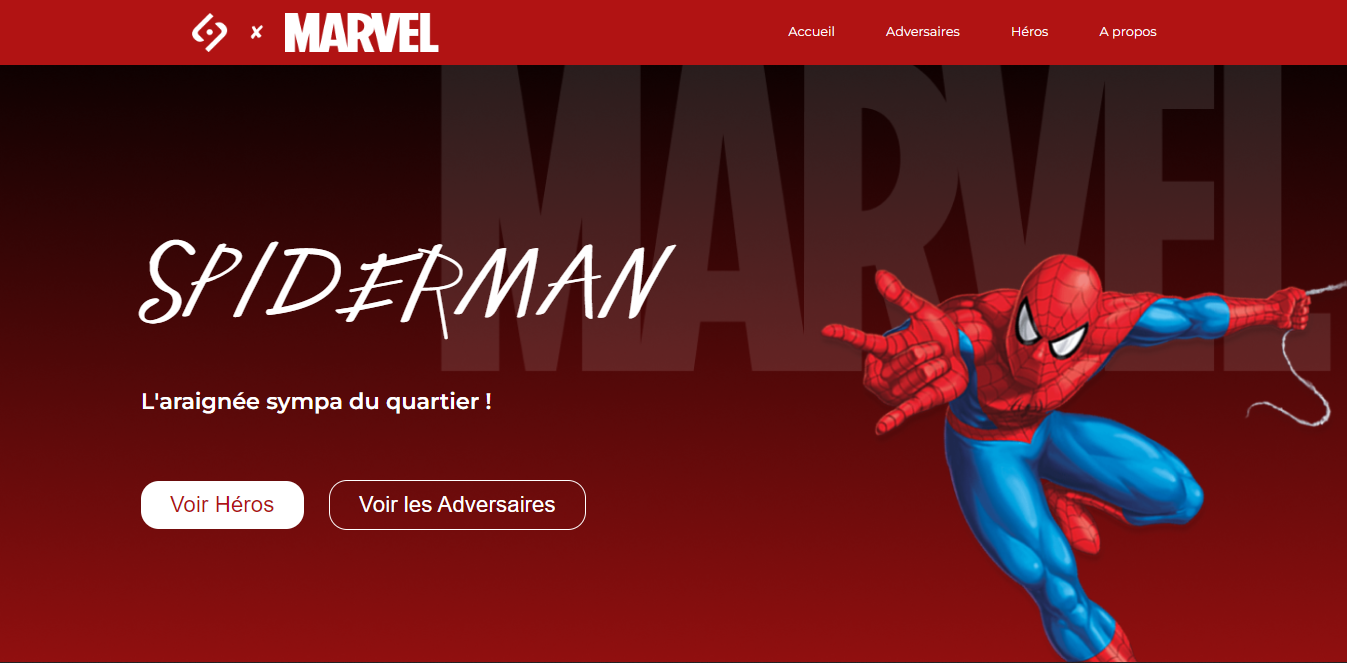 x MARVEL
Accueil Adversaires Héros A propos
MARVEL
SPIDERMAN
L'araignée sympa du quartier !
Voir Héros Voir les Adversaires